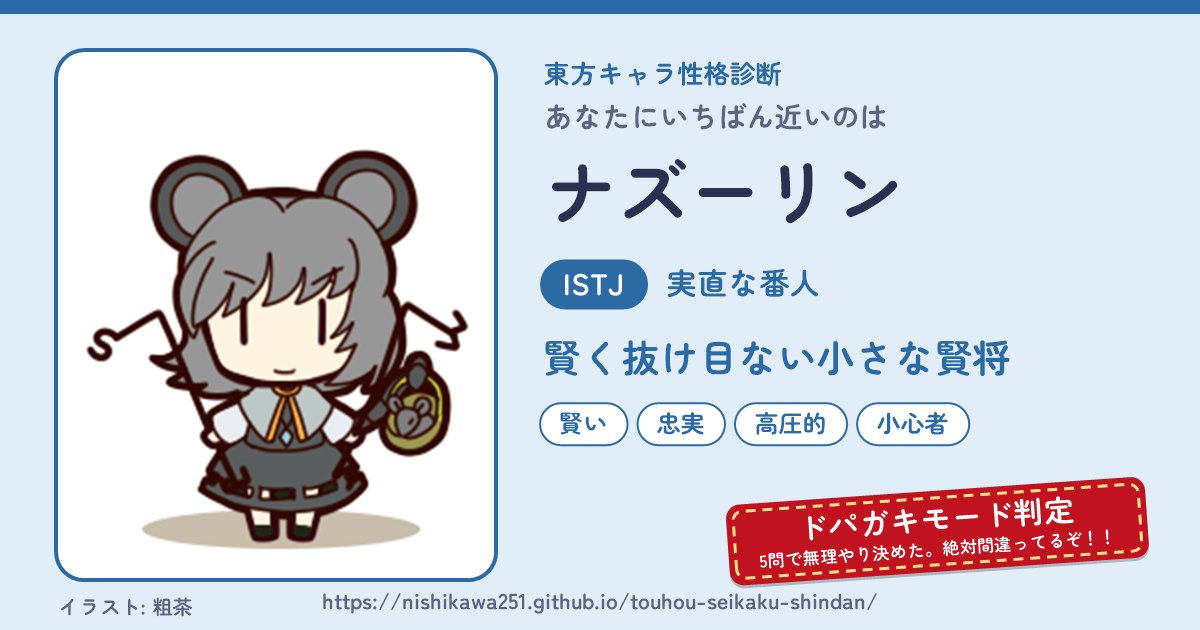 東方キャラ性格診断
あなたにいちばん近いのは
ナズーリン
ISTJ 実直な番人
賢く抜け目ない小さな賢将
賢い 忠実 高圧的 小心者
ドパガキモード判定
5問で無理やり決めた。絶対間違ってるぞ！！
イラスト: 粗茶
https://nishikawa251.github.io/touhou-seikaku-shindan/